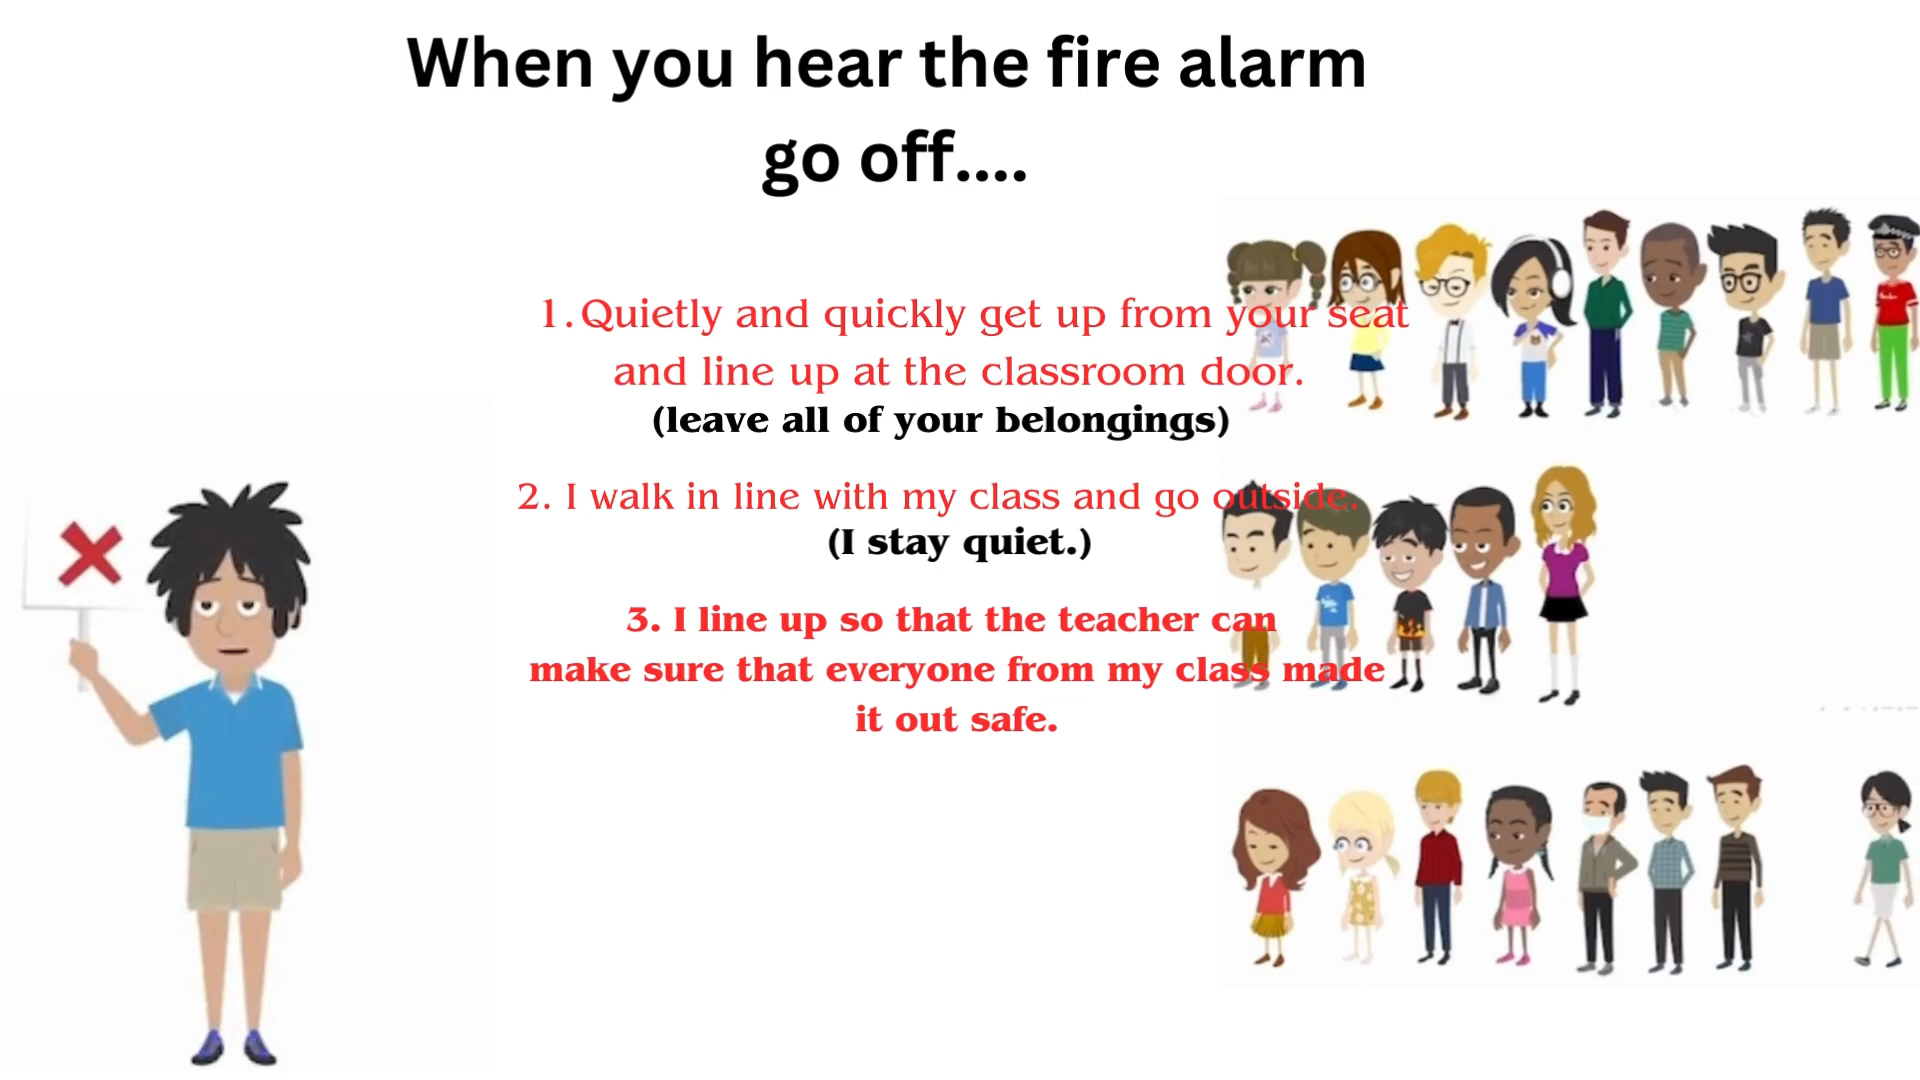 When you hear the fire alarm
go off....
1. Quietly and quickly get up from your seat
and line up at the classroom door.
(leave all of your belongings)
2. I walk in line with my class and go outside.
(I stay quiet.)
3. I line up so that the teacher can
make sure that everyone from my class made
it out safe.